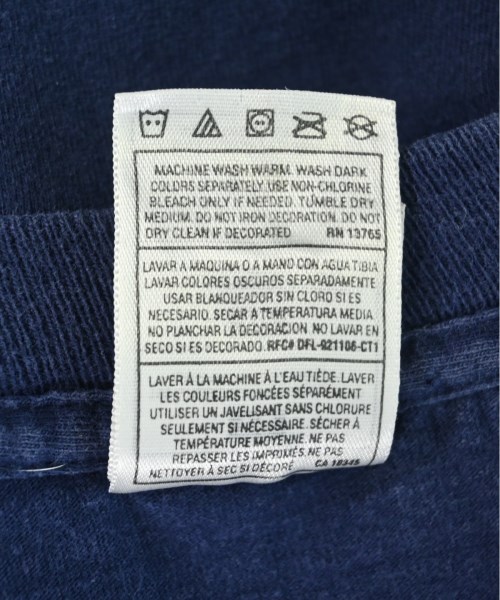 MACHINE WASH WARM. WASH DARK
COLORS SEPARATELY. USE NON-CHLORINE
BLEACH ONLY IF NEEDED. TUMBLE DRY
MEDIUM. DO NOT IRON DECORATION. DO NOT
DRY CLEAN IF DECORATED RN 13765
LAVAR A MAQUINA O A MANO CON AGUA TIBIA
LAVAR COLORES OSCUROS SEPARADAMENTE
USAR BLANQUEADOR SIN CLORO SI ES
NECESARIO. SECAR A TEMPERATURA MEDIA.
NO PLANCHAR LA DECORACION. NO LAVAR EN
SECO SI ES DECORADO. RFC# DFL-921106-CT1
LAVER À LA MACHINE À L'EAU TIÈDE. LAVER
LES COULEURS FONCÉES SÉPARÉMENT
UTILISER UN JAVELISANT SANS CHLORURE
SEULEMENT SI NÉCESSAIRE. SÉCHER À
TEMPÉRATURE MOYENNE. NE PAS
REPASSER LES IMPRIMÉS. NE PAS
NETTOYER À SEC SI DÉCORÉ CA